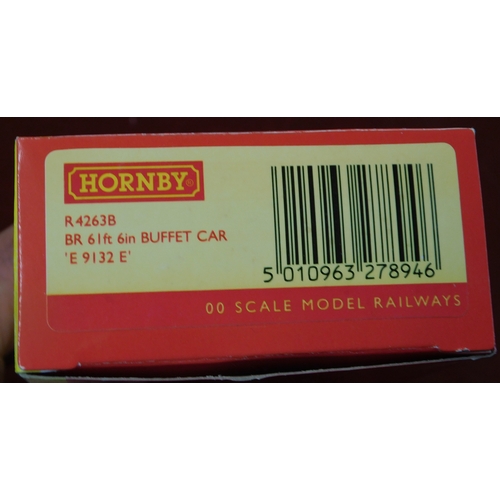 HORNBY®
R4263B
BR 61ft 6in BUFFET CAR
'E 9132 E'
5 010963 278946
00 SCALE MODEL RAILWAYS